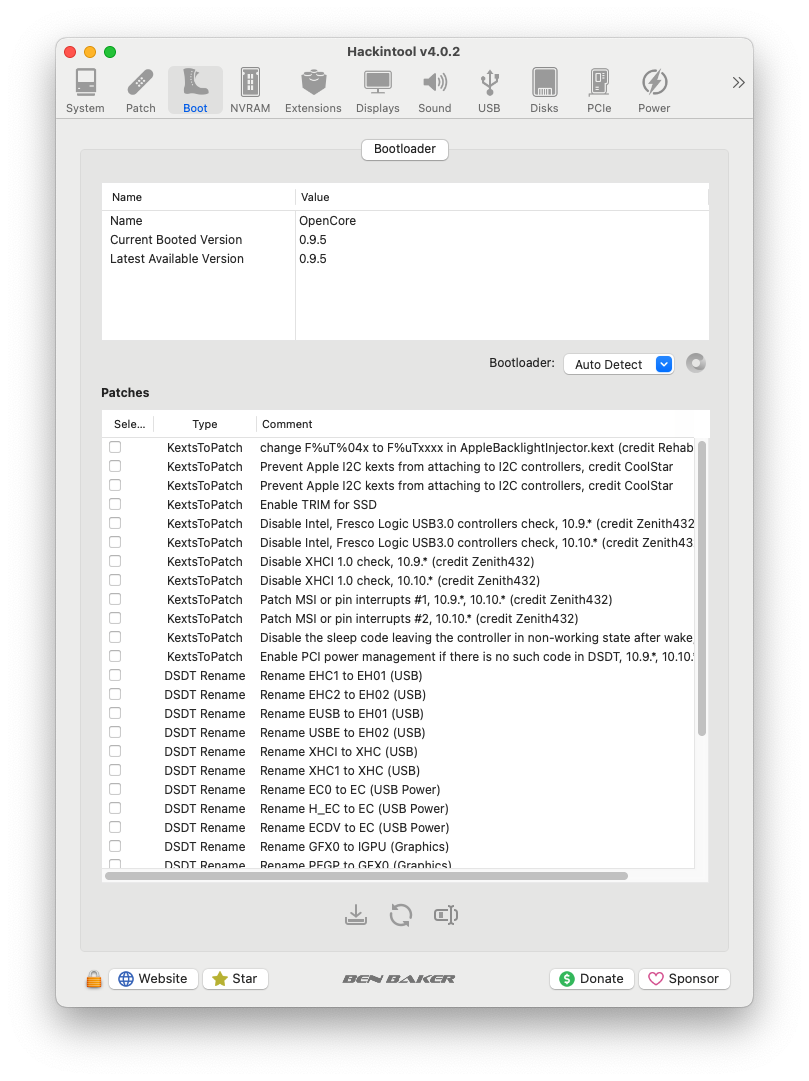 Hackintool v4.0.2
System Patch Boot NVRAM Extensions Displays Sound USB Disks PCIe Power
Bootloader
Name Value
Name OpenCore
Current Booted Version 0.9.5
Latest Available Version 0.9.5
Bootloader: Auto Detect
Patches
Sele... Type Comment
KextsToPatch change F%uT%04x to F%uTxxxx in AppleBacklightInjector.kext (credit Rehab
KextsToPatch Prevent Apple I2C kexts from attaching to I2C controllers, credit CoolStar
KextsToPatch Prevent Apple I2C kexts from attaching to I2C controllers, credit CoolStar
KextsToPatch Enable TRIM for SSD
KextsToPatch Disable Intel, Fresco Logic USB3.0 controllers check, 10.9.* (credit Zenith432
KextsToPatch Disable Intel, Fresco Logic USB3.0 controllers check, 10.10.* (credit Zenith43
KextsToPatch Disable XHCI 1.0 check, 10.9.* (credit Zenith432)
KextsToPatch Disable XHCI 1.0 check, 10.10.* (credit Zenith432)
KextsToPatch Patch MSI or pin interrupts #1, 10.9.*, 10.10.* (credit Zenith432)
KextsToPatch Patch MSI or pin interrupts #2, 10.10.* (credit Zenith432)
KextsToPatch Disable the sleep code leaving the controller in non-working state after wake,
KextsToPatch Enable PCI power management if there is no such code in DSDT, 10.9.*, 10.10.*
DSDT Rename Rename EHC1 to EH01 (USB)
DSDT Rename Rename EHC2 to EH02 (USB)
DSDT Rename Rename EUSB to EH01 (USB)
DSDT Rename Rename USBE to EH02 (USB)
DSDT Rename Rename XHCI to XHC (USB)
DSDT Rename Rename XHC1 to XHC (USB)
DSDT Rename Rename EC0 to EC (USB Power)
DSDT Rename Rename H_EC to EC (USB Power)
DSDT Rename Rename ECDV to EC (USB Power)
DSDT Rename Rename GFX0 to IGPU (Graphics)
DSDT Rename Rename PEGP to GFX0 (Graphics)
Website Star BEN BAKER Donate Sponsor